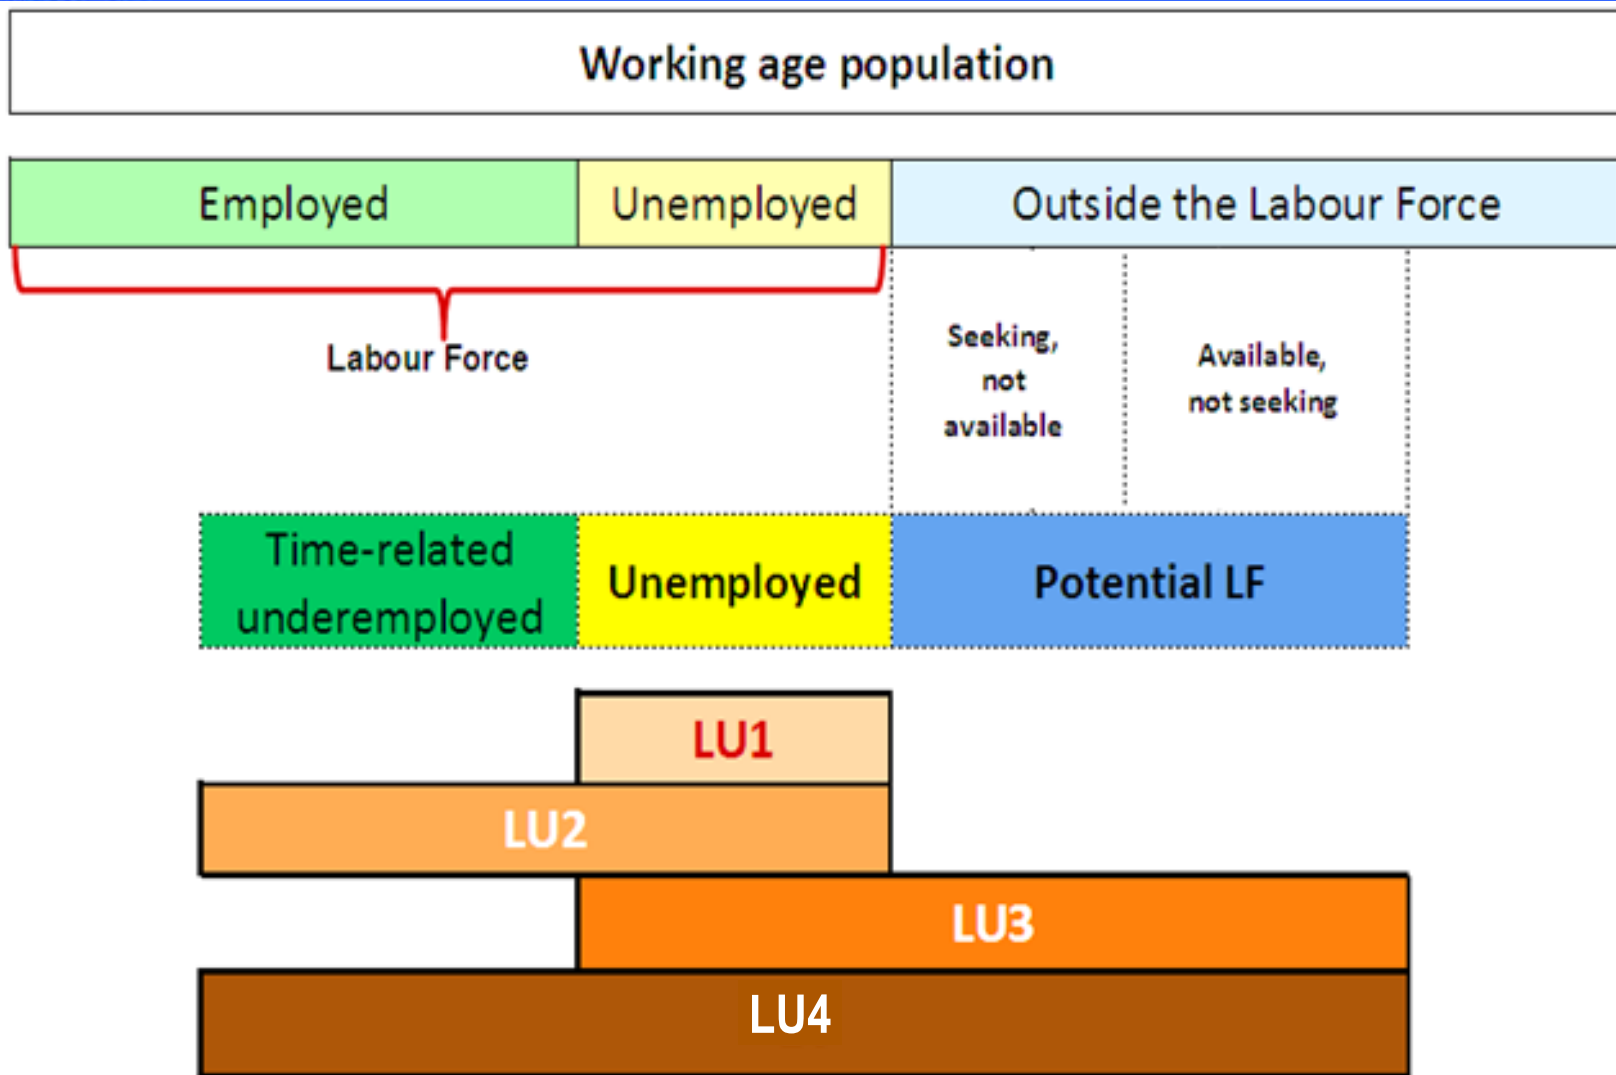 Working age population
Employed
Unemployed
Outside the Labour Force
Labour Force
Seeking,
not
available
Available,
not seeking
Time-related
underemployed
Unemployed
Potential LF
LU1
LU2
LU3
LU4